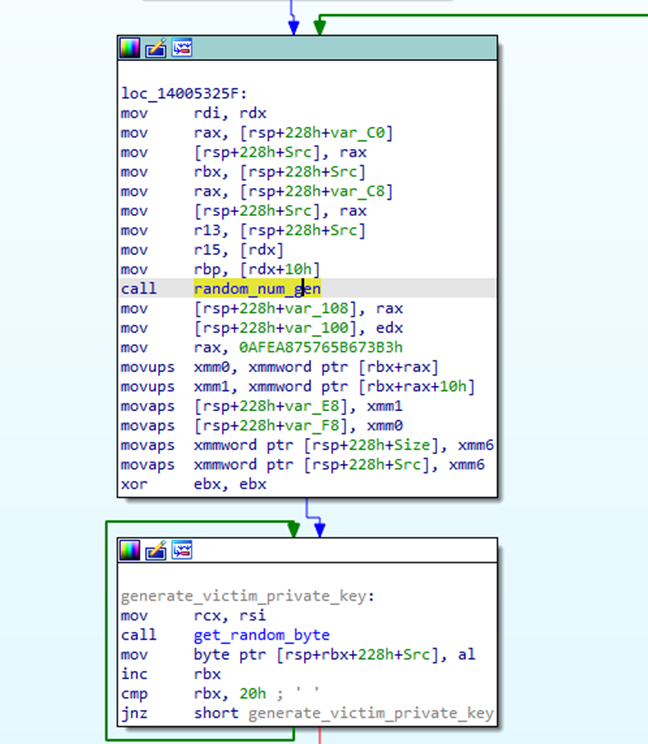 loc_14005325F:
mov rdi, rdx
mov rax, [rsp+228h+var_C0]
mov [rsp+228h+Src], rax
mov rbx, [rsp+228h+Src]
mov rax, [rsp+228h+var_C8]
mov [rsp+228h+Src], rax
mov r13, [rsp+228h+Src]
mov r15, [rdx]
mov rbp, [rdx+10h]
call random_num_gen
mov [rsp+228h+var_108], rax
mov [rsp+228h+var_100], edx
mov rax, 0AFEA875765B673B3h
movups xmm0, xmmword ptr [rbx+rax]
movups xmm1, xmmword ptr [rbx+rax+10h]
movaps [rsp+228h+var_E8], xmm1
movaps [rsp+228h+var_F8], xmm0
movaps xmmword ptr [rsp+228h+Size], xmm6
movaps xmmword ptr [rsp+228h+Src], xmm6
xor ebx, ebx
generate_victim_private_key:
mov rcx, rsi
call get_random_byte
mov byte ptr [rsp+rbx+228h+Src], al
inc rbx
cmp rbx, 20h ; ' '
jnz short generate_victim_private_key